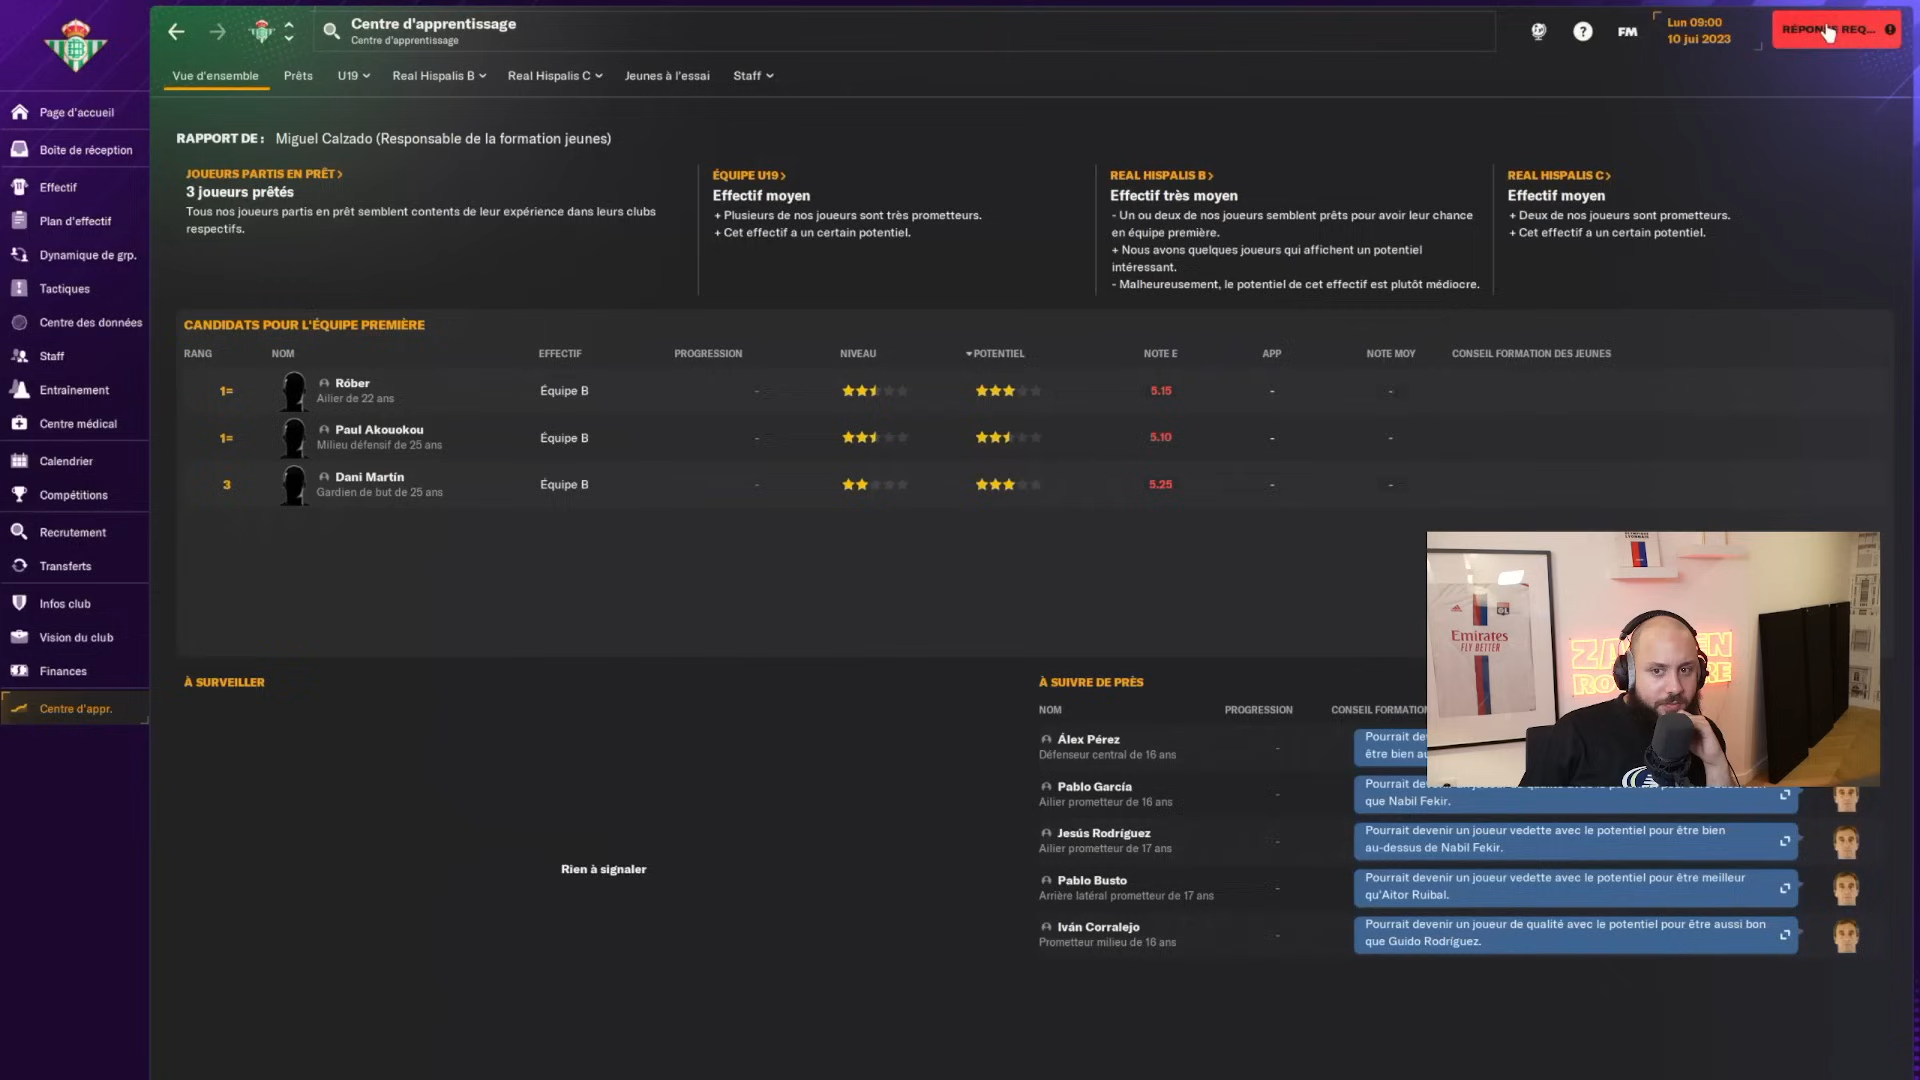 Centre d'apprentissage
Centre d'apprentissage
FM
Lun 09:00
10 jui 2023
Vue d'ensemble
Prêts
U19
Real Hispalis B
Real Hispalis C
Jeunes à l'essai
Staff
Page d'accueil
Boîte de réception
Effectif
Plan d'effectif
Dynamique de grp.
Tactiques
Centre des données
Staff
Entraînement
Centre médical
Calendrier
Compétitions
Recrutement
Transferts
Infos club
Vision du club
Finances
Centre d'appr.
RAPPORT DE : Miguel Calzado (Responsable de la formation jeunes)
JOUEURS PARTIS EN PRÊT
3 joueurs prêtés
Tous nos joueurs partis en prêt semblent contents de leur expérience dans leurs clubs
respectifs.
ÉQUIPE U19
Effectif moyen
+ Plusieurs de nos joueurs sont très prometteurs.
+ Cet effectif a un certain potentiel.
REAL HISPALIS B
Effectif très moyen
- Un ou deux de nos joueurs semblent prêts pour avoir leur chance
en équipe première.
+ Nous avons quelques joueurs qui affichent un potentiel
intéressant.
- Malheureusement, le potentiel de cet effectif est plutôt médiocre.
REAL HISPALIS C
Effectif moyen
+ Deux de nos joueurs sont prometteurs.
+ Cet effectif a un certain potentiel.
CANDIDATS POUR L'ÉQUIPE PREMIÈRE
RANG NOM EFFECTIF PROGRESSION NIVEAU POTENTIEL NOTE E APP NOTE MOY CONSEIL FORMATION DES JEUNES
1= Róber Équipe B - 5.15 - -
Ailier de 22 ans
1= Paul Akouokou Équipe B - 5.10 - -
Milieu défensif de 25 ans
3 Dani Martín Équipe B - 5.25 - -
Gardien de but de 25 ans
À SURVEILLER
Rien à signaler
À SUIVRE DE PRÈS
NOM PROGRESSION CONSEIL FORMATION
Álex Pérez -
Défenseur central de 16 ans
Pourrait
être bien
Pablo García -
Ailier prometteur de 16 ans
Pourrait
que Nabil Fekir.
Jesús Rodríguez -
Ailier prometteur de 17 ans
Pourrait devenir un joueur vedette avec le potentiel pour être bien
au-dessus de Nabil Fekir.
Pablo Busto -
Arrière latéral prometteur de 17 ans
Pourrait devenir un joueur vedette avec le potentiel pour être meilleur
qu'Aitor Ruibal.
Iván Corralejo -
Prometteur milieu de 16 ans
Pourrait devenir un joueur de qualité avec le potentiel pour être aussi bon
que Guido Rodríguez.
Emirates
FLY BETTER
OL